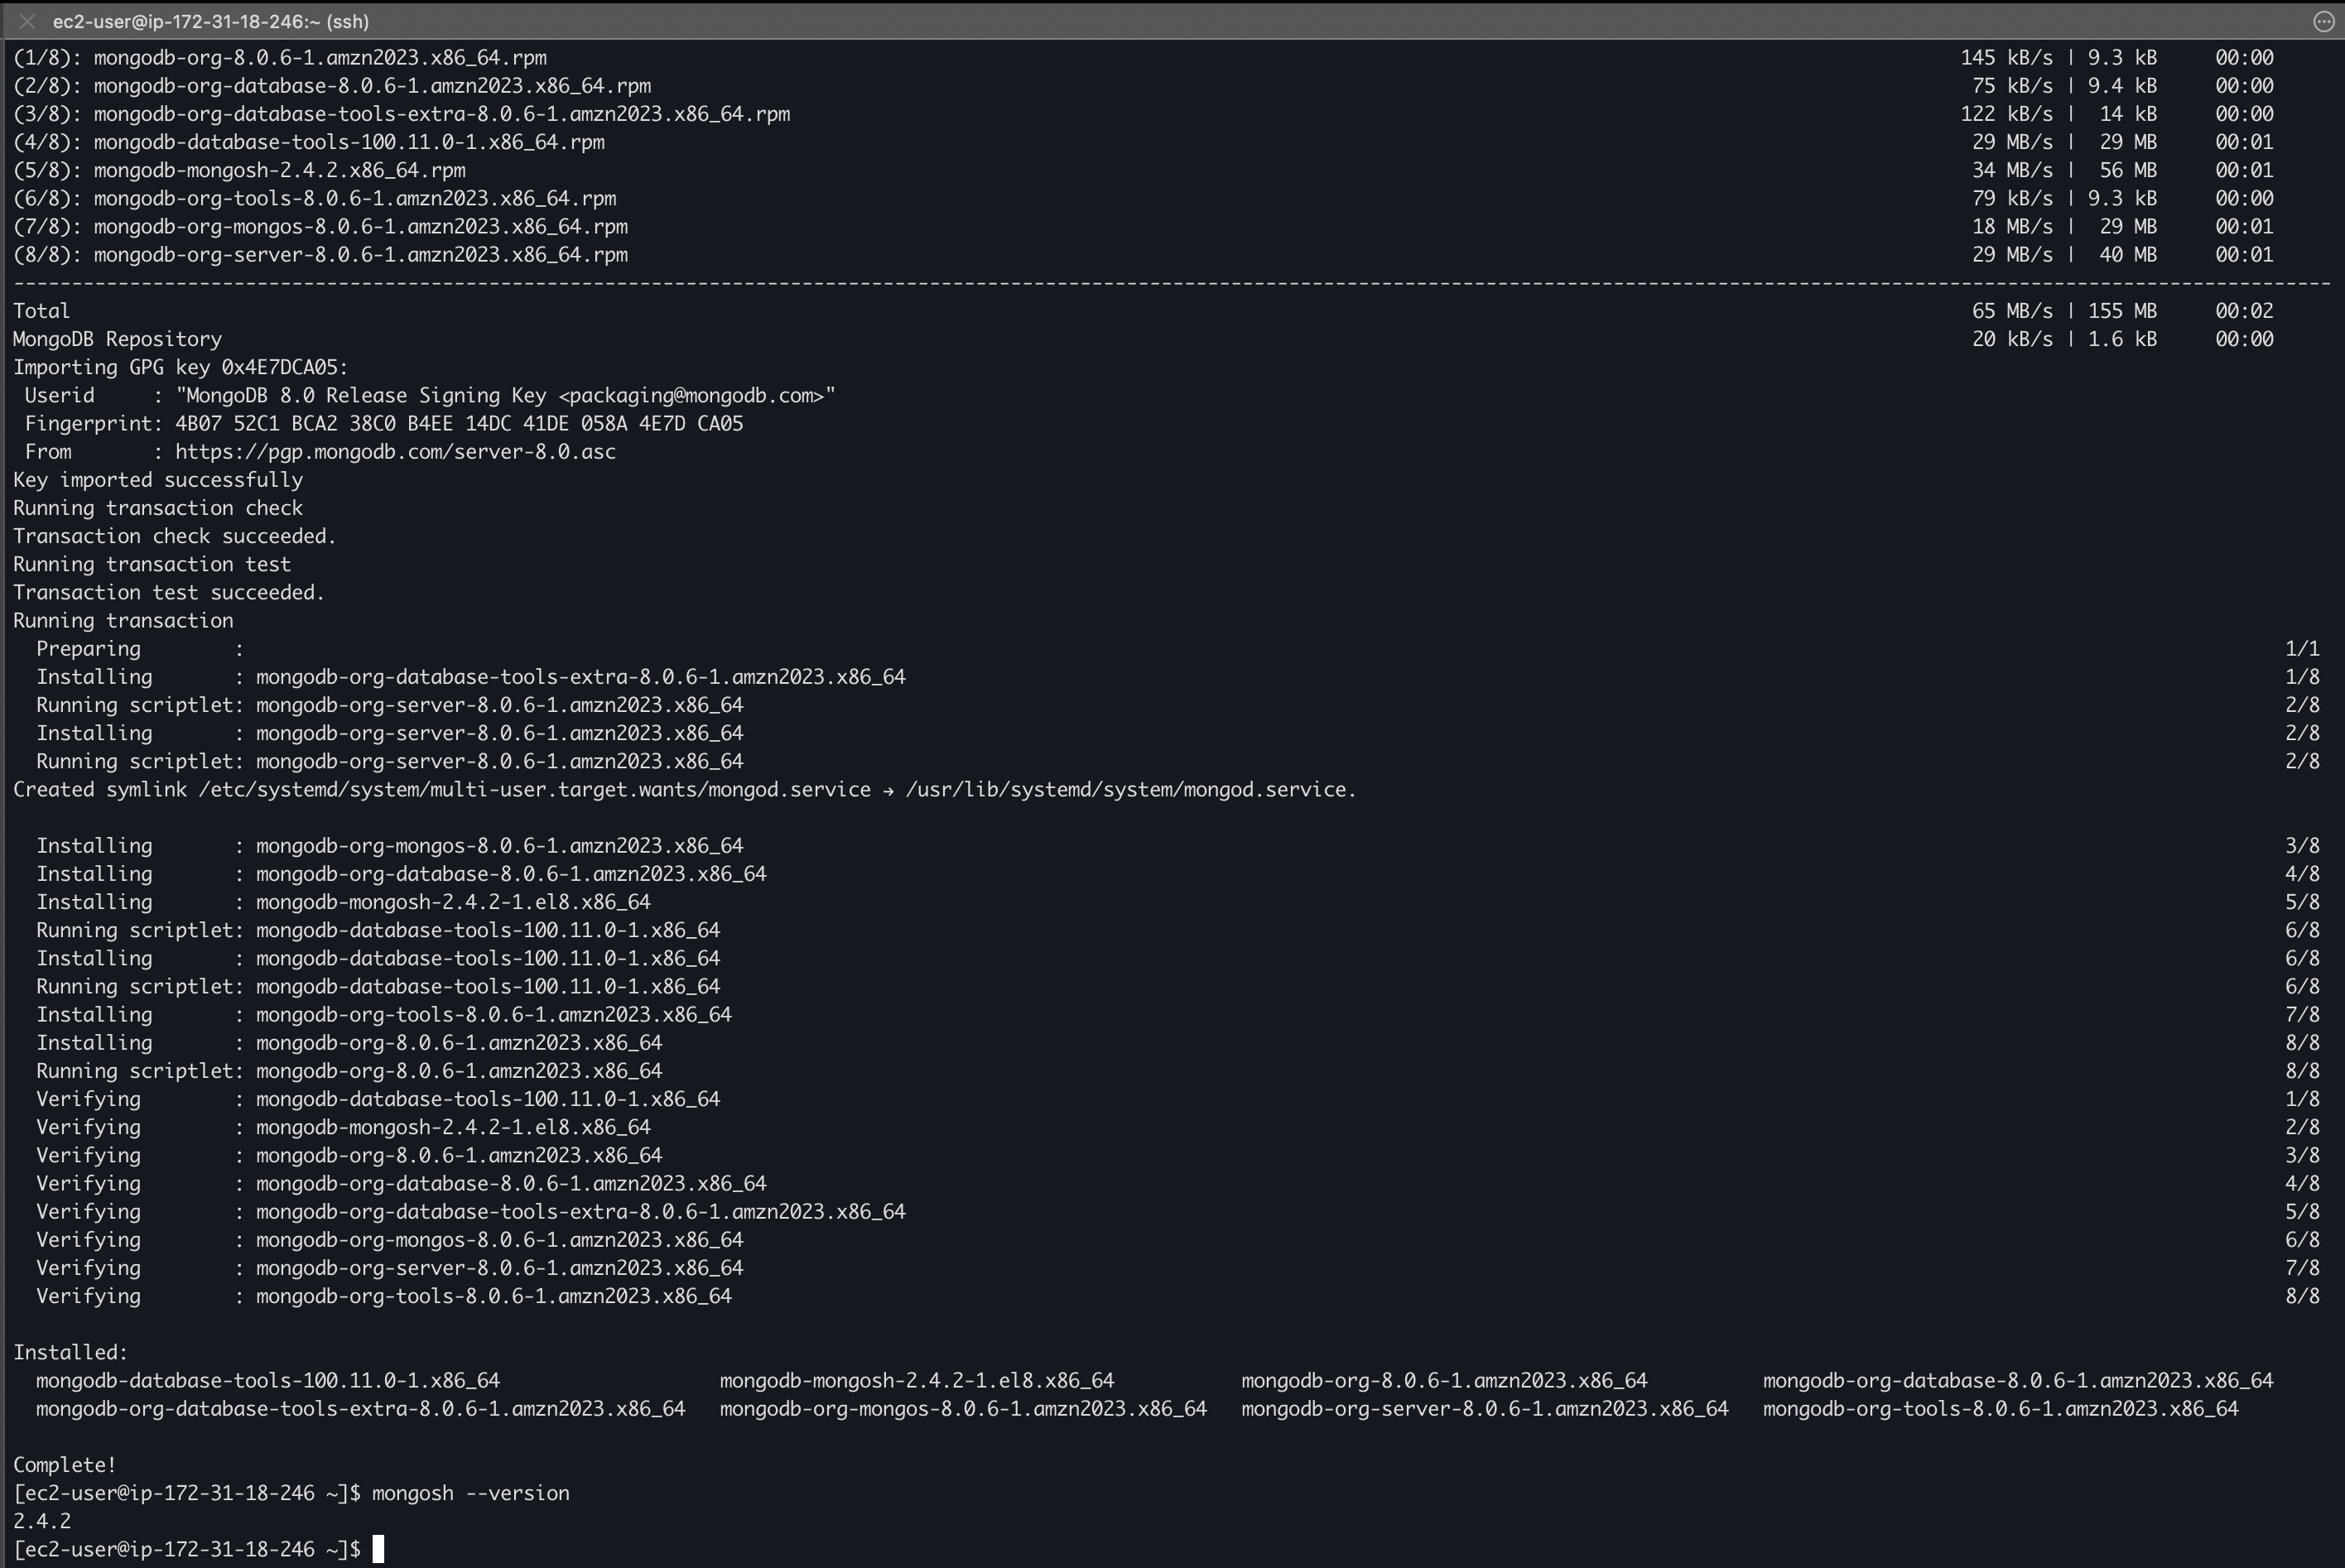 ec2-user@ip-172-31-18-246:~ (ssh)
(1/8): mongodb-org-8.0.6-1.amzn2023.x86_64.rpm 145 kB/s | 9.3 kB 00:00
(2/8): mongodb-org-database-8.0.6-1.amzn2023.x86_64.rpm 75 kB/s | 9.4 kB 00:00
(3/8): mongodb-org-database-tools-extra-8.0.6-1.amzn2023.x86_64.rpm 122 kB/s | 14 kB 00:00
(4/8): mongodb-database-tools-100.11.0-1.x86_64.rpm 29 MB/s | 29 MB 00:01
(5/8): mongodb-mongosh-2.4.2.x86_64.rpm 34 MB/s | 56 MB 00:01
(6/8): mongodb-org-tools-8.0.6-1.amzn2023.x86_64.rpm 79 kB/s | 9.3 kB 00:00
(7/8): mongodb-org-mongos-8.0.6-1.amzn2023.x86_64.rpm 18 MB/s | 29 MB 00:01
(8/8): mongodb-org-server-8.0.6-1.amzn2023.x86_64.rpm 29 MB/s | 40 MB 00:01
--------------------------------------------------------------------------------
Total 65 MB/s | 155 MB 00:02
MongoDB Repository 20 kB/s | 1.6 kB 00:00
Importing GPG key 0x4E7DCA05:
Userid : "MongoDB 8.0 Release Signing Key <packaging@mongodb.com>"
Fingerprint: 4B07 52C1 BCA2 38C0 B4EE 14DC 41DE 058A 4E7D CA05
From : https://pgp.mongodb.com/server-8.0.asc
Key imported successfully
Running transaction check
Transaction check succeeded.
Running transaction test
Transaction test succeeded.
Running transaction
Preparing : 1/1
Installing : mongodb-org-database-tools-extra-8.0.6-1.amzn2023.x86_64 1/8
Running scriptlet: mongodb-org-server-8.0.6-1.amzn2023.x86_64 2/8
Installing : mongodb-org-server-8.0.6-1.amzn2023.x86_64 2/8
Running scriptlet: mongodb-org-server-8.0.6-1.amzn2023.x86_64 2/8
Created symlink /etc/systemd/system/multi-user.target.wants/mongod.service → /usr/lib/systemd/system/mongod.service.
Installing : mongodb-org-mongos-8.0.6-1.amzn2023.x86_64 3/8
Installing : mongodb-org-database-8.0.6-1.amzn2023.x86_64 4/8
Installing : mongodb-mongosh-2.4.2-1.el8.x86_64 5/8
Running scriptlet: mongodb-database-tools-100.11.0-1.x86_64 6/8
Installing : mongodb-database-tools-100.11.0-1.x86_64 6/8
Running scriptlet: mongodb-database-tools-100.11.0-1.x86_64 6/8
Installing : mongodb-org-tools-8.0.6-1.amzn2023.x86_64 7/8
Installing : mongodb-org-8.0.6-1.amzn2023.x86_64 8/8
Running scriptlet: mongodb-org-8.0.6-1.amzn2023.x86_64 8/8
Verifying : mongodb-database-tools-100.11.0-1.x86_64 1/8
Verifying : mongodb-mongosh-2.4.2-1.el8.x86_64 2/8
Verifying : mongodb-org-8.0.6-1.amzn2023.x86_64 3/8
Verifying : mongodb-org-database-8.0.6-1.amzn2023.x86_64 4/8
Verifying : mongodb-org-database-tools-extra-8.0.6-1.amzn2023.x86_64 5/8
Verifying : mongodb-org-mongos-8.0.6-1.amzn2023.x86_64 6/8
Verifying : mongodb-org-server-8.0.6-1.amzn2023.x86_64 7/8
Verifying : mongodb-org-tools-8.0.6-1.amzn2023.x86_64 8/8
Installed:
mongodb-database-tools-100.11.0-1.x86_64 mongodb-mongosh-2.4.2-1.el8.x86_64 mongodb-org-8.0.6-1.amzn2023.x86_64 mongodb-org-database-8.0.6-1.amzn2023.x86_64
mongodb-org-database-tools-extra-8.0.6-1.amzn2023.x86_64 mongodb-org-mongos-8.0.6-1.amzn2023.x86_64 mongodb-org-server-8.0.6-1.amzn2023.x86_64 mongodb-org-tools-8.0.6-1.amzn2023.x86_64
Complete!
[ec2-user@ip-172-31-18-246 ~]$ mongosh --version
2.4.2
[ec2-user@ip-172-31-18-246 ~]$